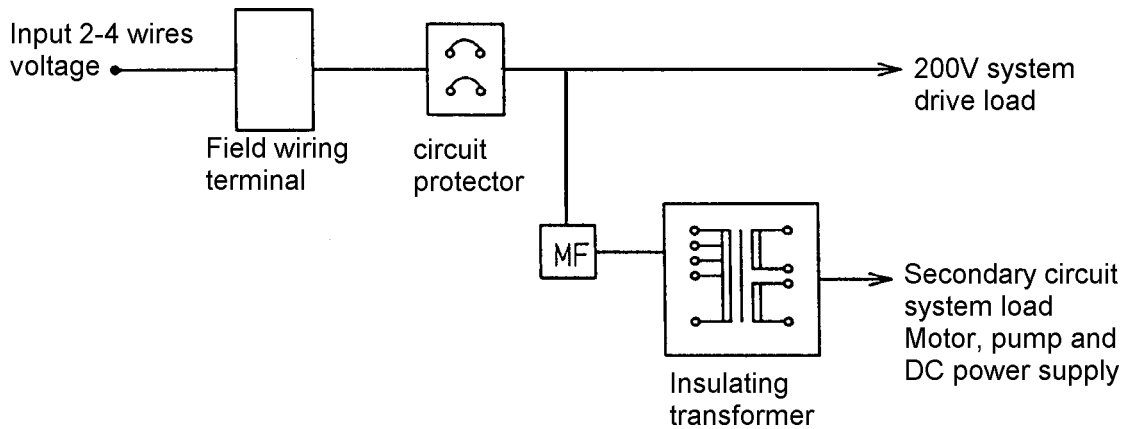 Input 2-4 wires
voltage
Field wiring
terminal
circuit
protector
200V system
drive load
MF
Insulating
transformer
Secondary circuit
system load
Motor, pump and
DC power supply